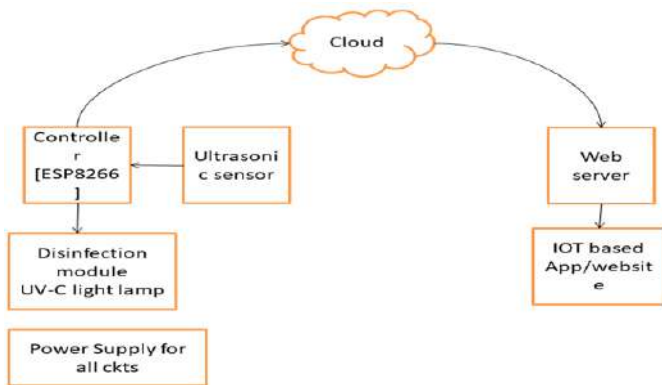 Cloud
Controlle
r
[ESP8266
]
Ultrasoni
c sensor
Web
server
Disinfection
module
UV-C light lamp
IOT based
App/websit
e
Power Supply for
all ckts